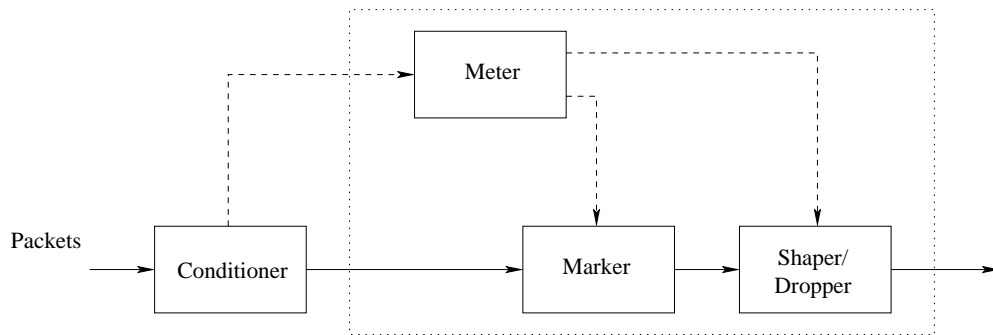 Meter
Packets
Conditioner
Marker
Shaper/
Dropper